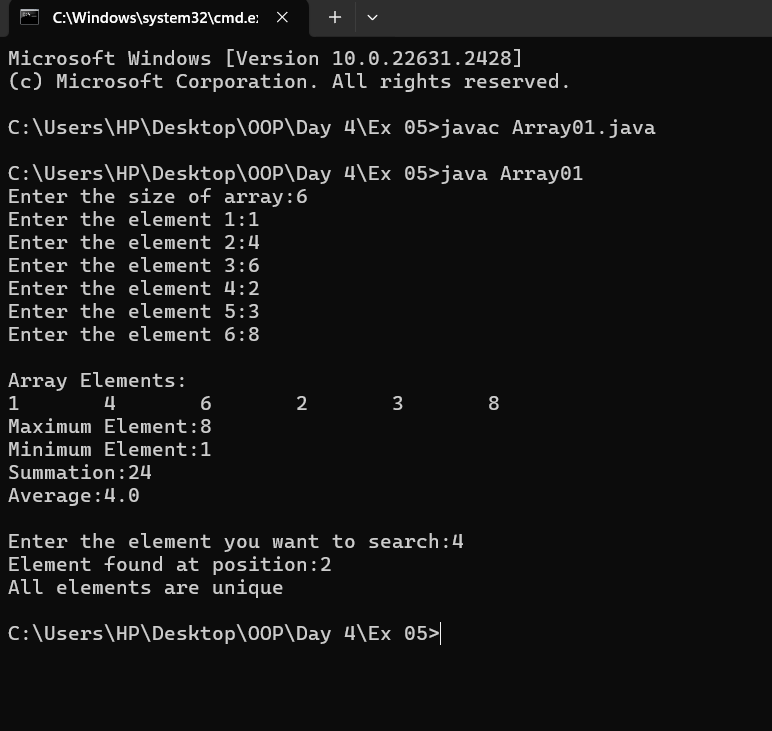 C:\Windows\system32\cmd.e
Microsoft Windows [Version 10.0.22631.2428]
(c) Microsoft Corporation. All rights reserved.
C:\Users\HP\Desktop\OOP\Day 4\Ex 05>javac Array01.java
C:\Users\HP\Desktop\OOP\Day 4\Ex 05>java Array01
Enter the size of array:6
Enter the element 1:1
Enter the element 2:4
Enter the element 3:6
Enter the element 4:2
Enter the element 5:3
Enter the element 6:8
Array Elements:
1 4 6 2 3 8
Maximum Element:8
Minimum Element:1
Summation:24
Average:4.0
Enter the element you want to search:4
Element found at position:2
All elements are unique
C:\Users\HP\Desktop\OOP\Day 4\Ex 05>